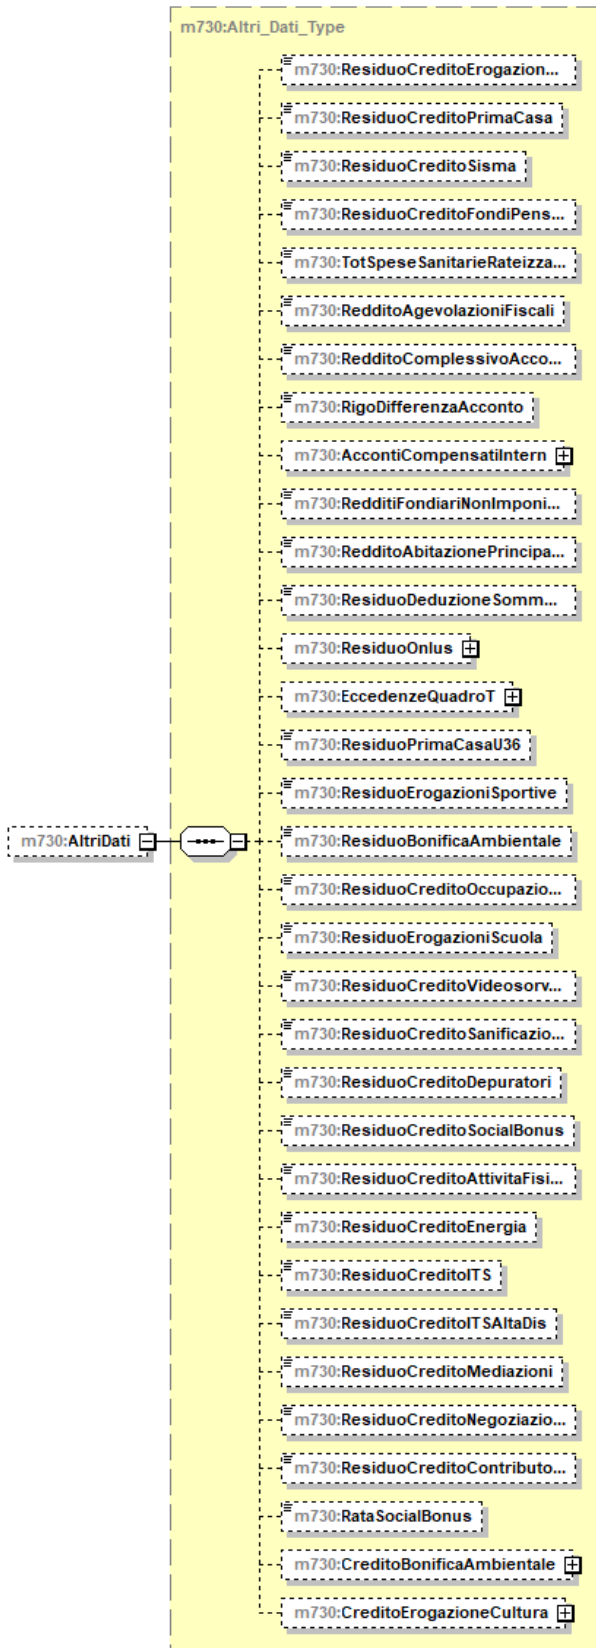 m730:Altri_Dati_Type
m730:ResiduoCreditoErogazion...
m730:ResiduoCreditoPrimaCasa
m730:ResiduoCreditoSisma
m730:ResiduoCreditoFondiPens...
m730:TotSpeseSanitarieRateizza...
m730:RedditoAgevolazioniFiscali
m730:RedditoComplessivoAcco...
m730:RigoDifferenzaAcconto
m730:AccontiCompensatiIntern
m730:RedditiFondiariNonImponi...
m730:RedditoAbitazionePrincipa...
m730:ResiduoDeduzioneSomm...
m730:ResiduoOnlus
m730:EccedenzeQuadroT
m730:ResiduoPrimaCasaU36
m730:ResiduoErogazioniSportive
m730:AltriDati
m730:ResiduoBonificaAmbientale
m730:ResiduoCreditoOccupazio...
m730:ResiduoErogazioniScuola
m730:ResiduoCreditoVideosorv...
m730:ResiduoCreditoSanificazio...
m730:ResiduoCreditoDepuratori
m730:ResiduoCreditoSocialBonus
m730:ResiduoCreditoAttivitaFisi...
m730:ResiduoCreditoEnergia
m730:ResiduoCreditoITS
m730:ResiduoCreditoITSAltaDis
m730:ResiduoCreditoMediazioni
m730:ResiduoCreditoNegoziazio...
m730:ResiduoCreditoContributo...
m730:RataSocialBonus
m730:CreditoBonificaAmbientale
m730:CreditoErogazioneCultura